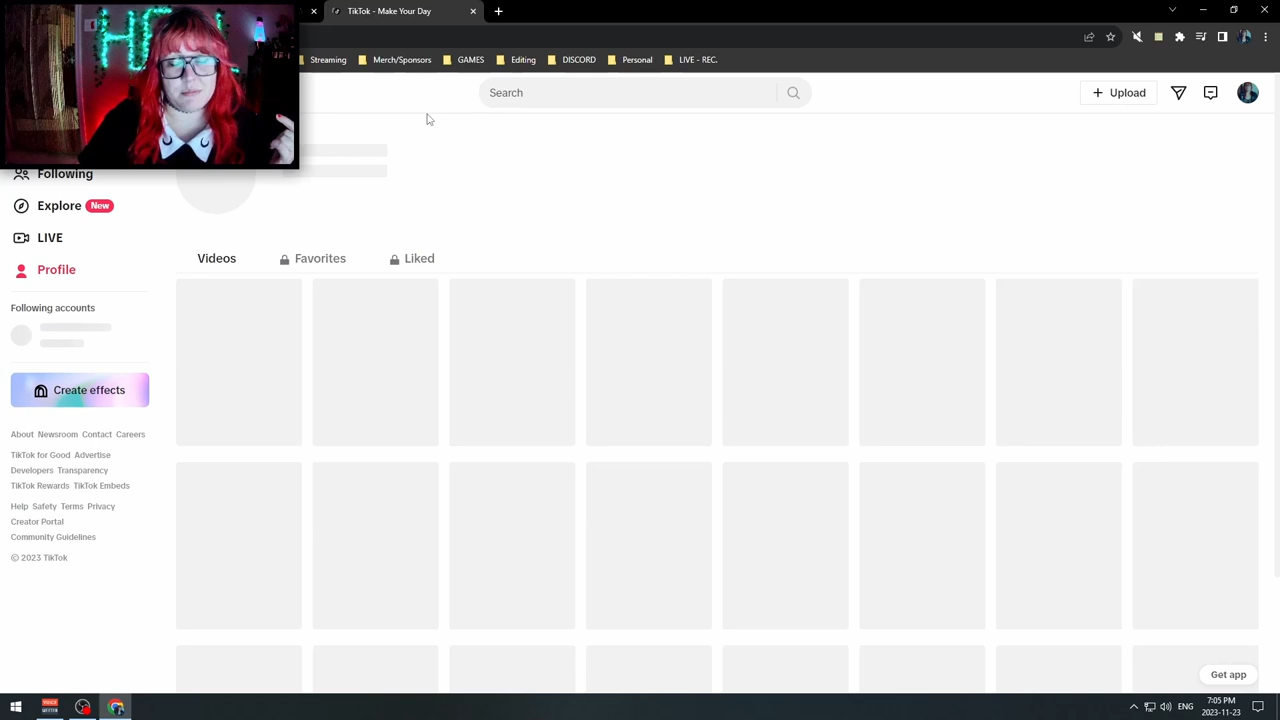 TikTok - Make Your Day
Streaming
Merch/Sponsors
GAMES
Editing
DISCORD
Personal
LIVE - REC.
Search
Upload
Following
Explore New
LIVE
Profile
Videos
Favorites
Liked
Following accounts
Create effects
About Newsroom Contact Careers
TikTok for Good Advertise
Developers Transparency
TikTok Rewards TikTok Embeds
Help Safety Terms Privacy
Creator Portal
Community Guidelines
© 2023 TikTok
Get app
VOICE
ENG
7:05 PM
2023-11-23